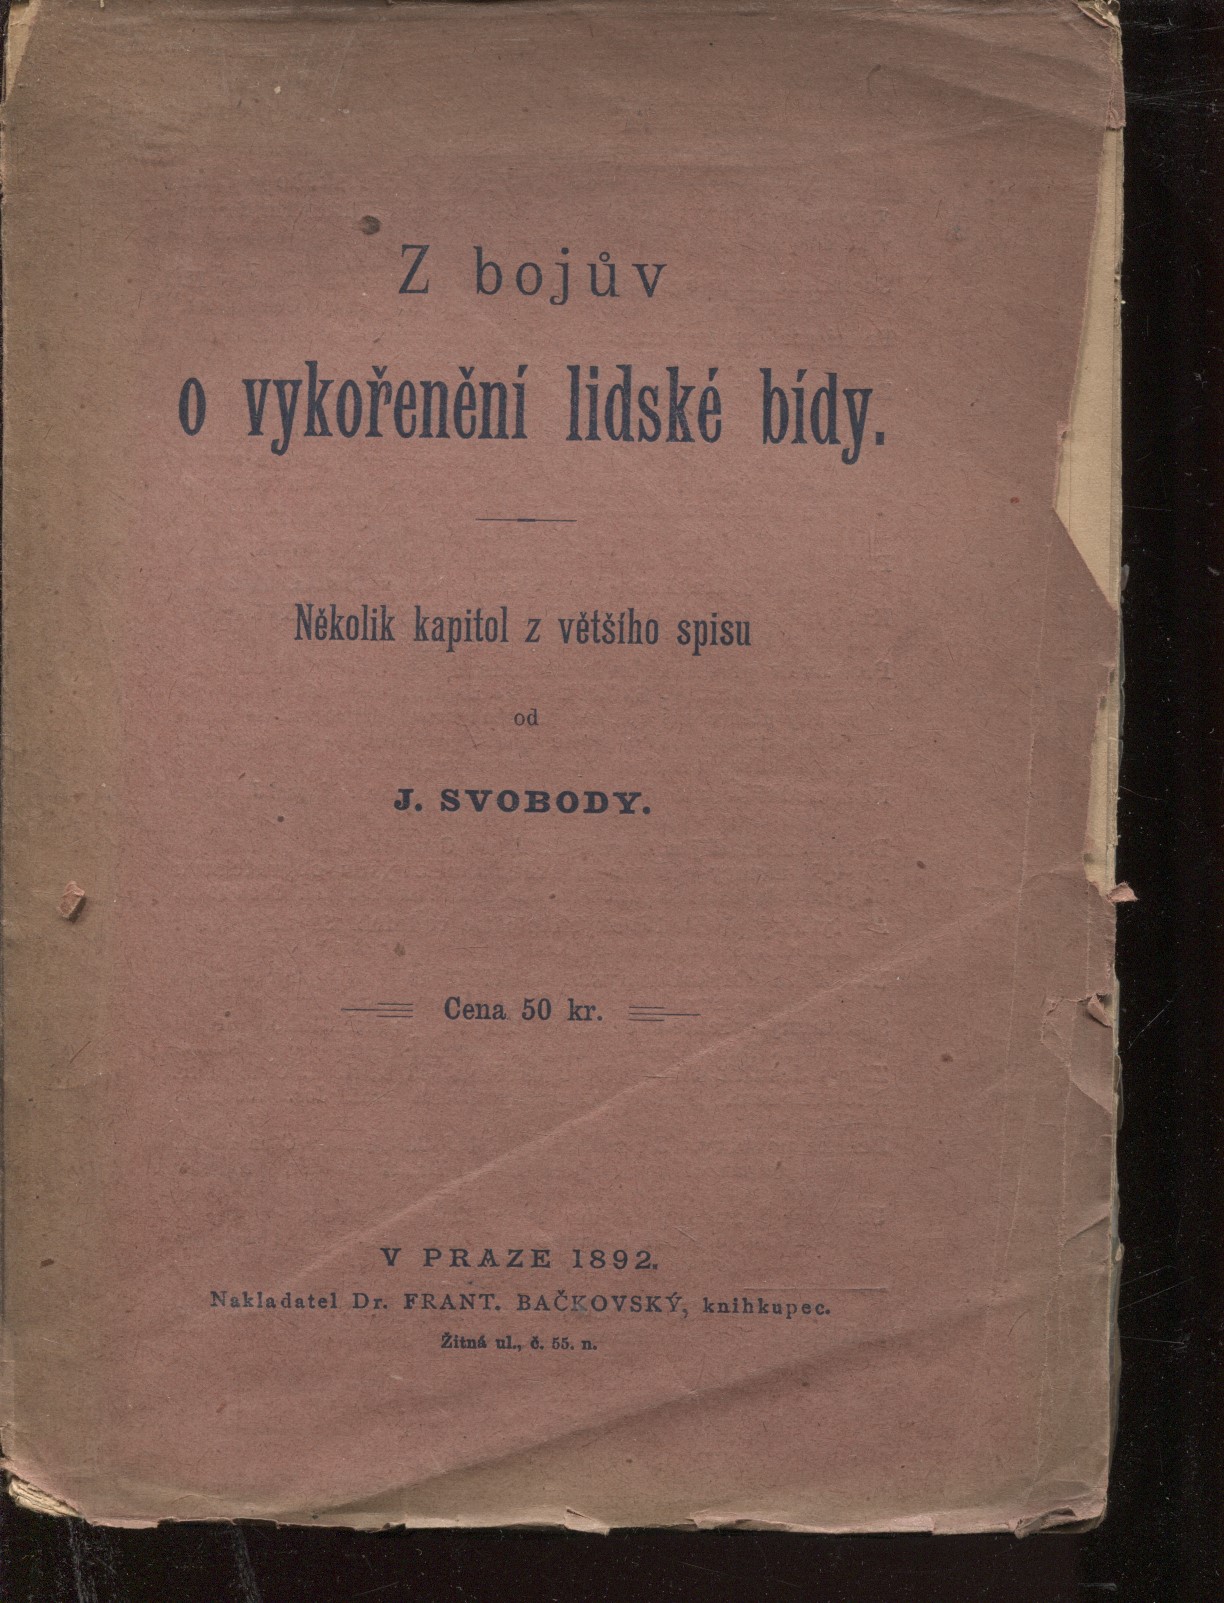 Z bojův
o vykořenění lidské bídy.
Několik kapitol z většího spisu
od
J. SVOBODY.
Cena 50 kr.
V PRAZE 1892.
Nakladatel Dr. FRANT. BAČKOVSKÝ, knihkupec.
Žitná ul., č. 55. n.